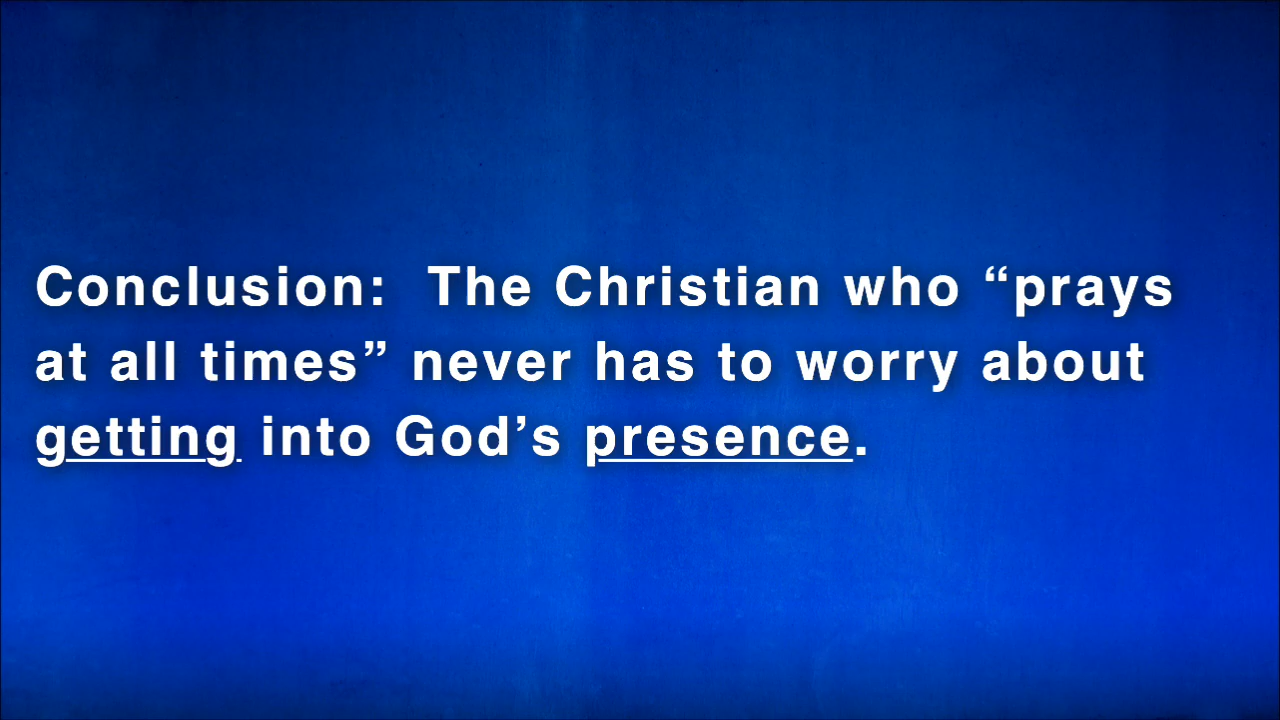 Conclusion:  The Christian who “prays
at all times” never has to worry about
getting into God’s presence.